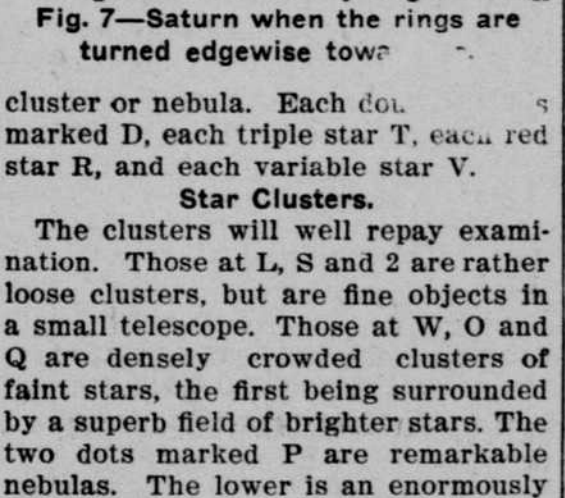 Fig. 7—Saturn when the rings are
turned edgewise
cluster or nebula. Each
marked D, each triple star T, each red
star R, and each variable star V.
Star Clusters.
The clusters will well repay exami-
nation. Those at L, S and 2 are rather
loose clusters, but are fine objects in
a small telescope. Those at W, O and
Q are densely crowded clusters of
faint stars, the first being surrounded
by a superb field of brighter stars. The
two dots marked P are remarkable
nebulas. The lower is an enormously